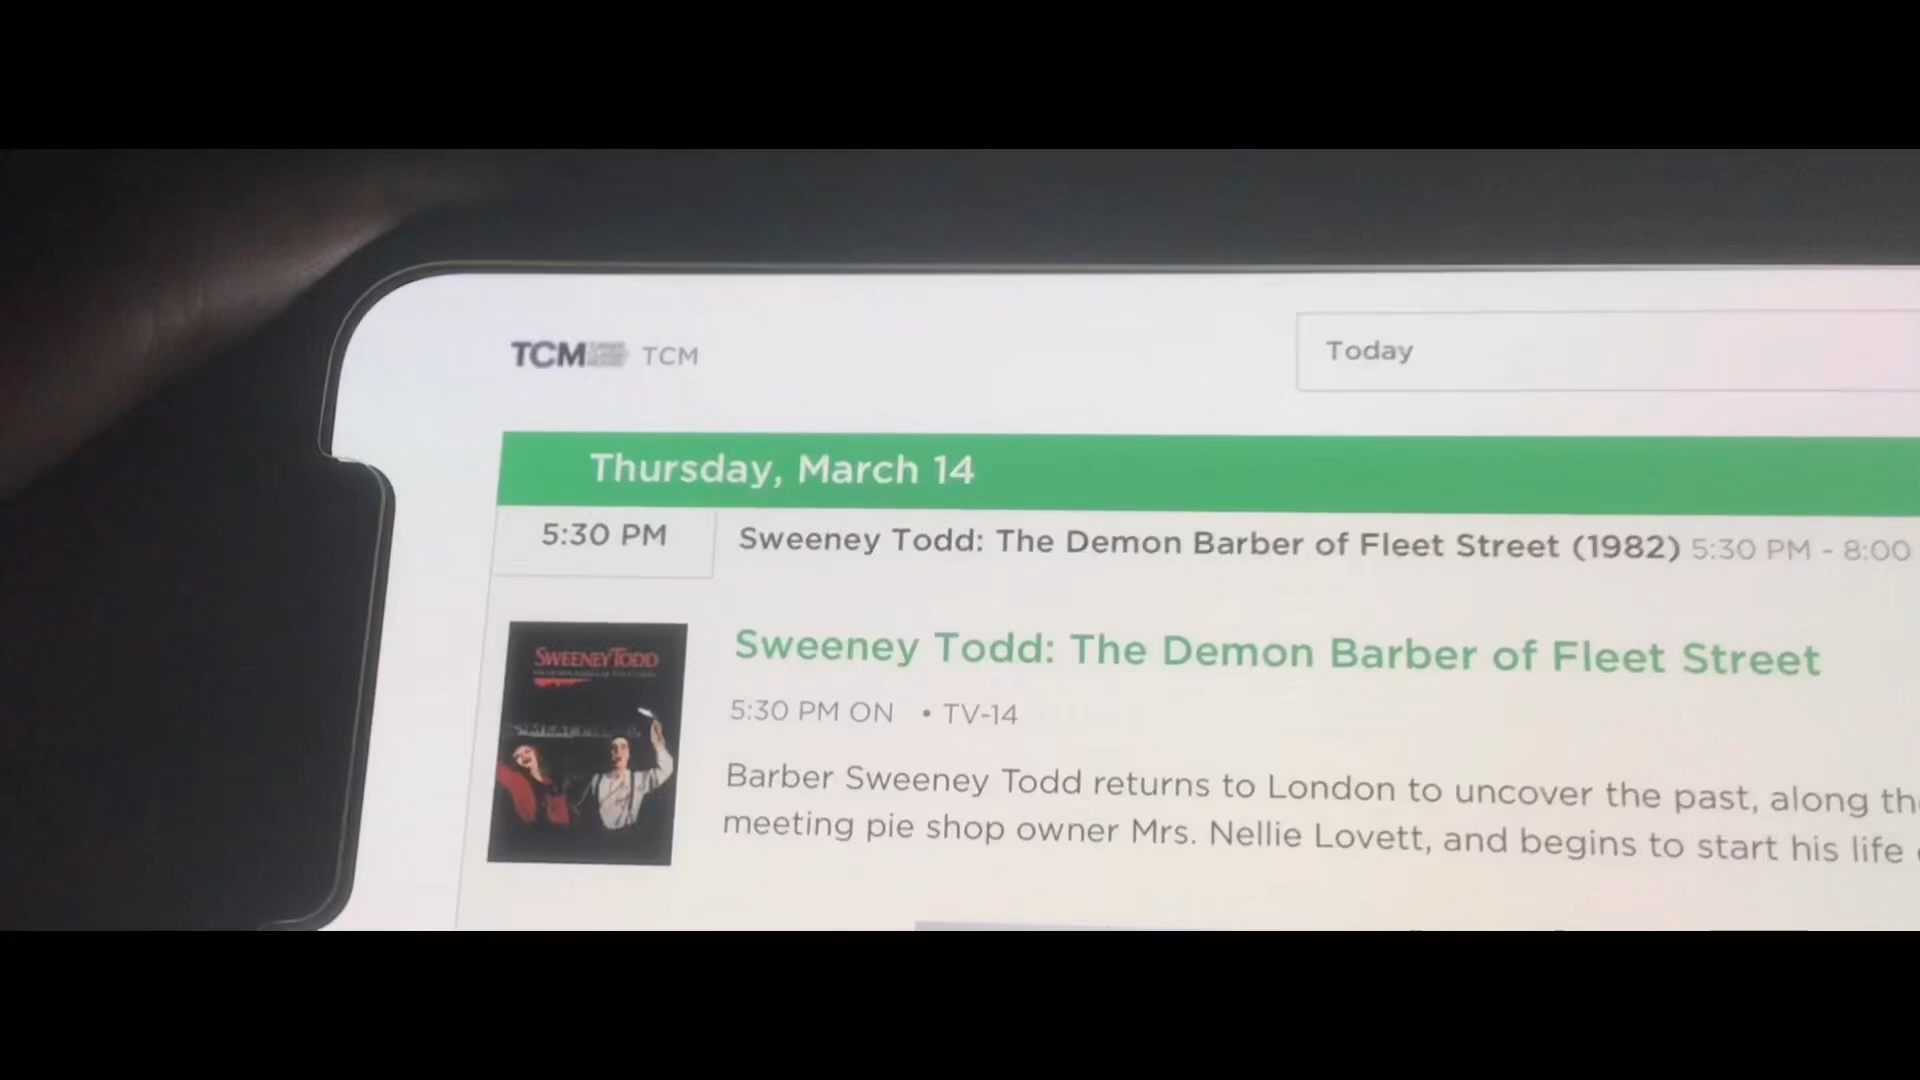 TCM TCM
Today
Thursday, March 14
5:30 PM
Sweeney Todd: The Demon Barber of Fleet Street (1982) 5:30 PM - 8:00
SWEENEY TODD
Sweeney Todd: The Demon Barber of Fleet Street
5:30 PM ON • TV-14
Barber Sweeney Todd returns to London to uncover the past, along
meeting pie shop owner Mrs. Nellie Lovett, and begins to start his life